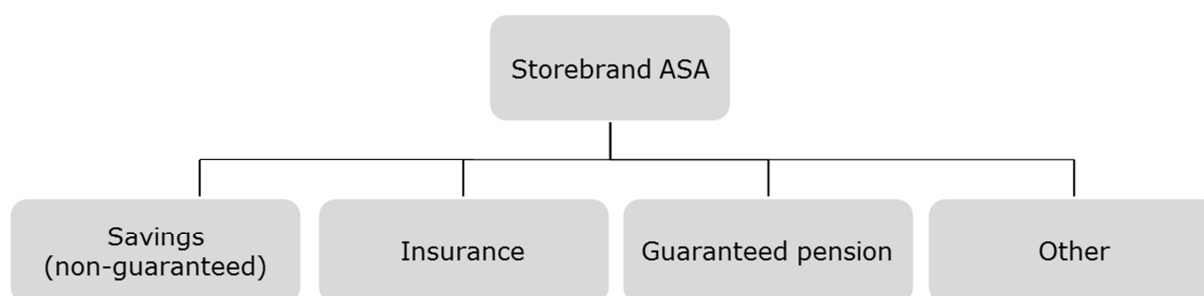 Storebrand ASA
Savings
(non-guaranteed)
Insurance
Guaranteed pension
Other